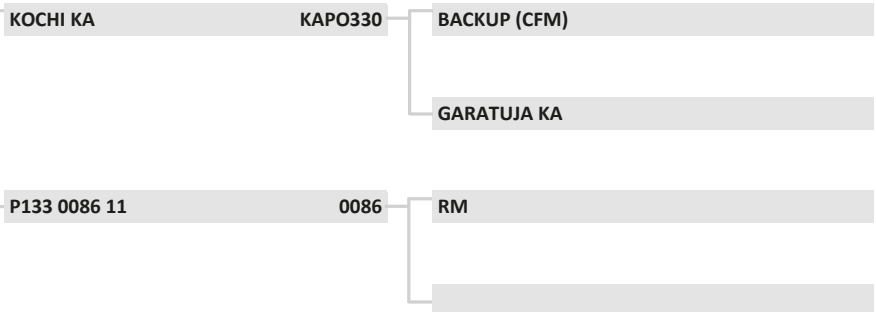 KOCHI KA KAPO330 BACKUP (CFM)
GARATUJA KA
P133 0086 11 0086 RM